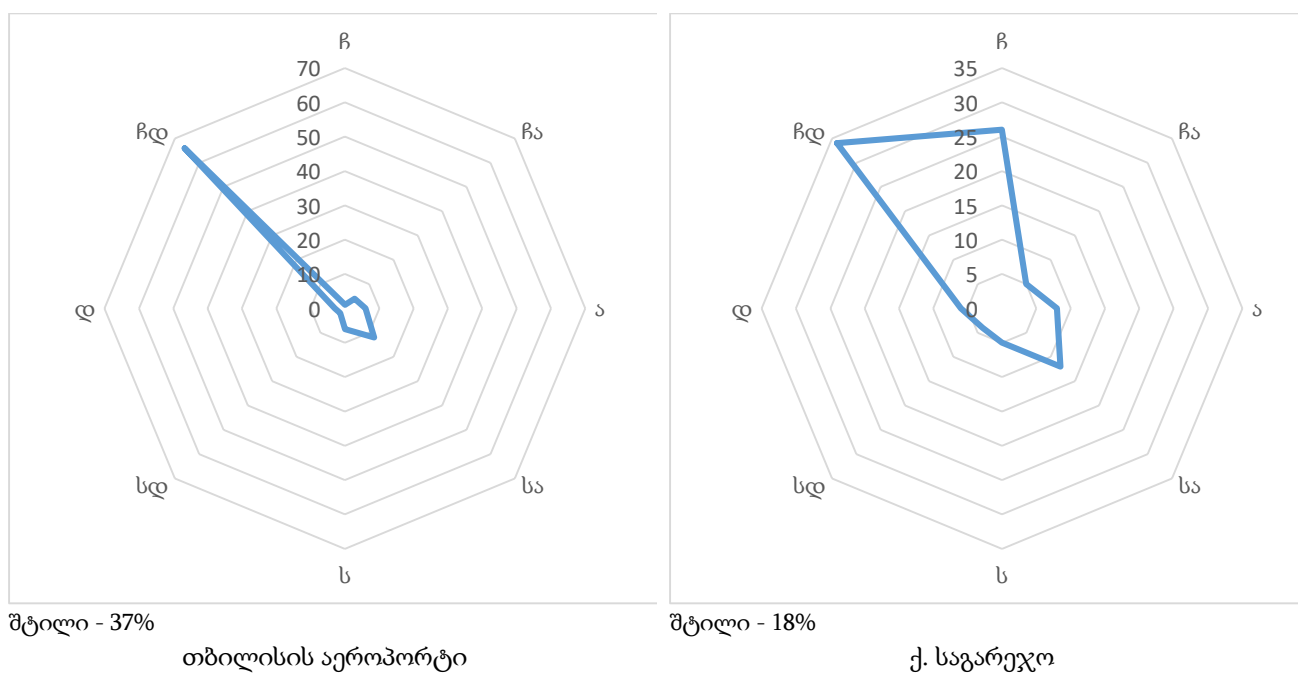 ჩ
70
60
50
40
30
20
10
0
ჩა
ა
სა
ს
სდ
დ
ჩდ
შტილი - 37%
თბილისის აეროპორტი
ჩ
35
30
25
20
15
10
5
0
ჩა
ა
სა
ს
სდ
დ
ჩდ
შტილი - 18%
ქ. საგარეჯო